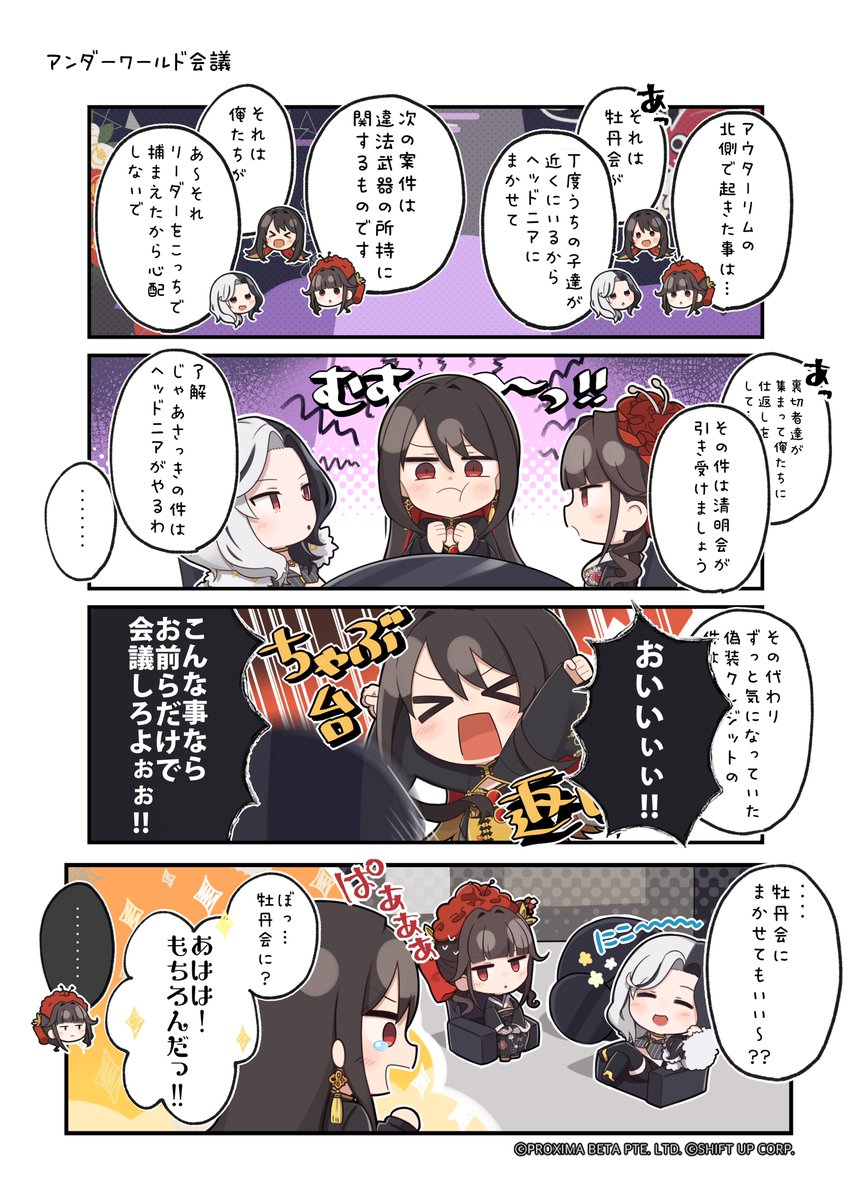 アンダーワールド会議
アウターリムの
北側で起きた事は…
あっ
それは
牡丹会が
丁度うちの子達が
近くにいるから
ヘッドニアに
まかせて
次の案件は
違法武器の所持に
関するものです
それは
俺たちが
あ〜それ
リーダーをこっちで
捕まえたから心配
しないで
あっ
裏切者達が
集まって俺たちに
仕返しを
して…
その件は清明会が
引き受けましょう
むす〜〜っ!!
了解
じゃあさっきの件は
ヘッドニアがやるわ
………
その代わり
ずっと気になっていた
偽装クレジットの
件は
おいいぃぃ!!
ちゃぶ
台
返し
こんな事なら
お前らだけで
会議しろよぉぉ!!
‥‥
牡丹会に
まかせてもいい〜??
にこ〜〜
ぱあぁぁ
ぼっ…
牡丹会に?
あはは!
もちろんだっ!!
………
©PROXIMA BETA PTE. LTD. ©SHIFT UP CORP.